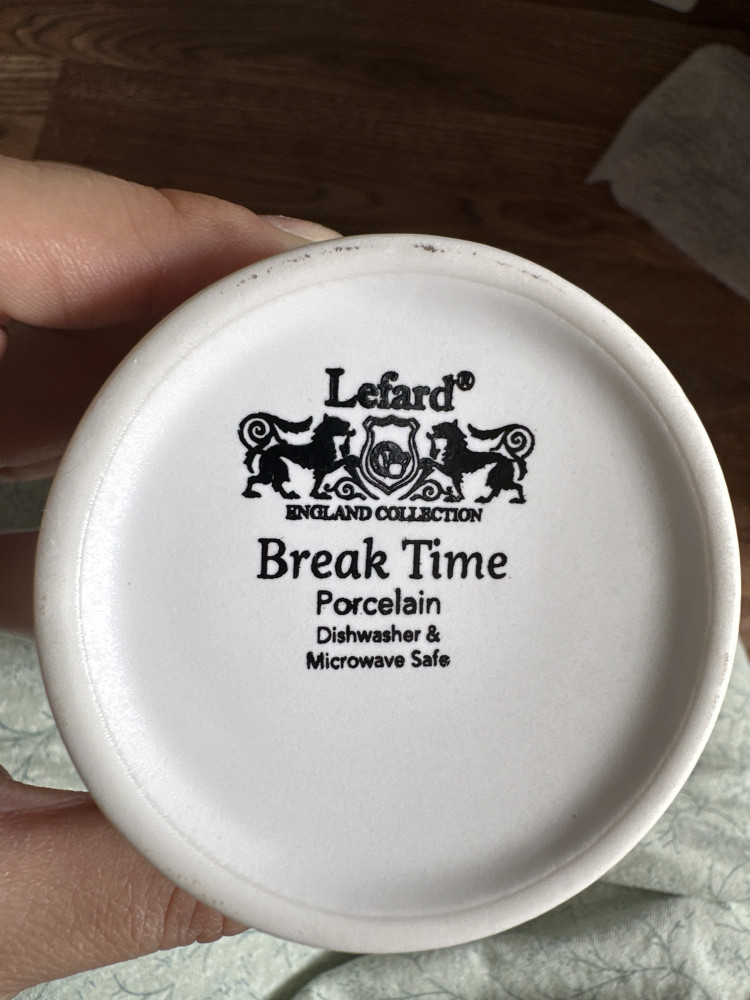 Lefard®
ENGLAND COLLECTION
Break Time
Porcelain
Dishwasher &
Microwave Safe